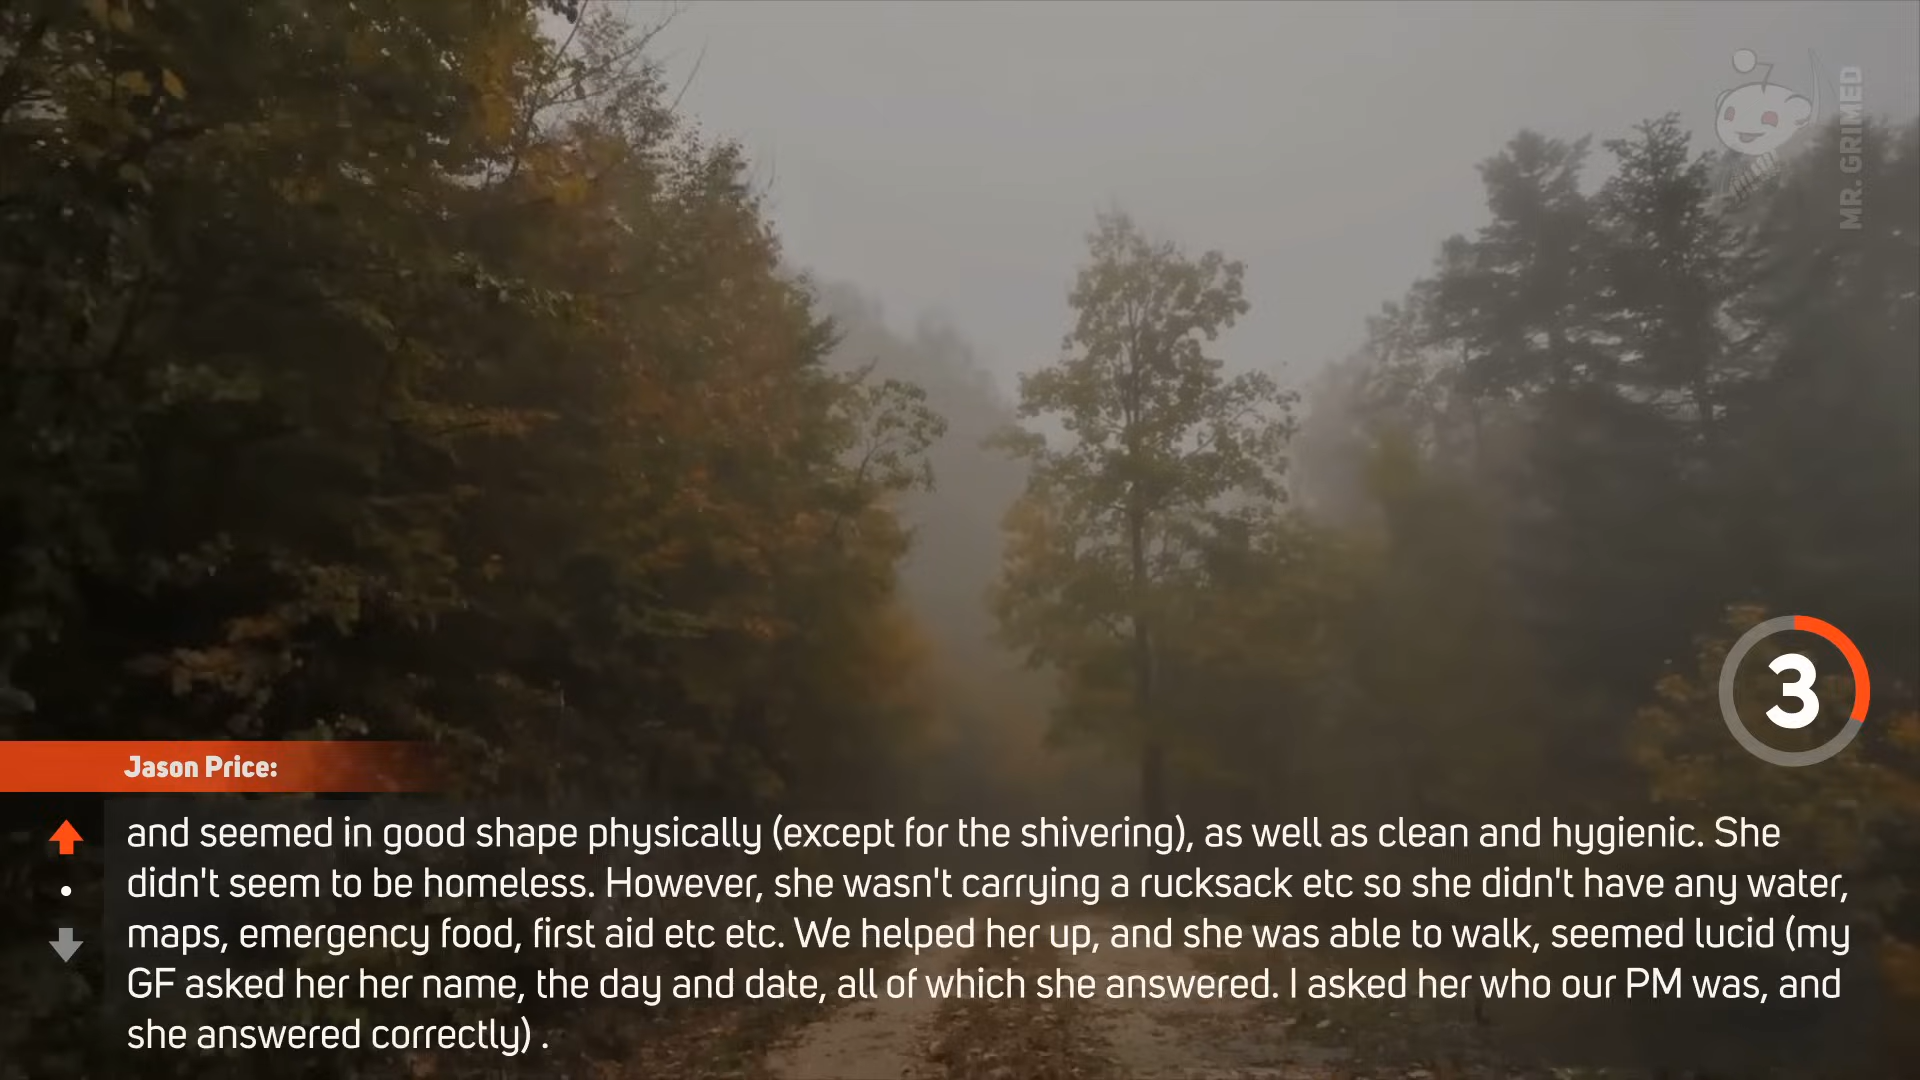 MR. GRIMED
3
Jason Price:
and seemed in good shape physically (except for the shivering), as well as clean and hygienic. She
didn't seem to be homeless. However, she wasn't carrying a rucksack etc so she didn't have any water,
maps, emergency food, first aid etc etc. We helped her up, and she was able to walk, seemed lucid (my
GF asked her her name, the day and date, all of which she answered. I asked her who our PM was, and
she answered correctly) .